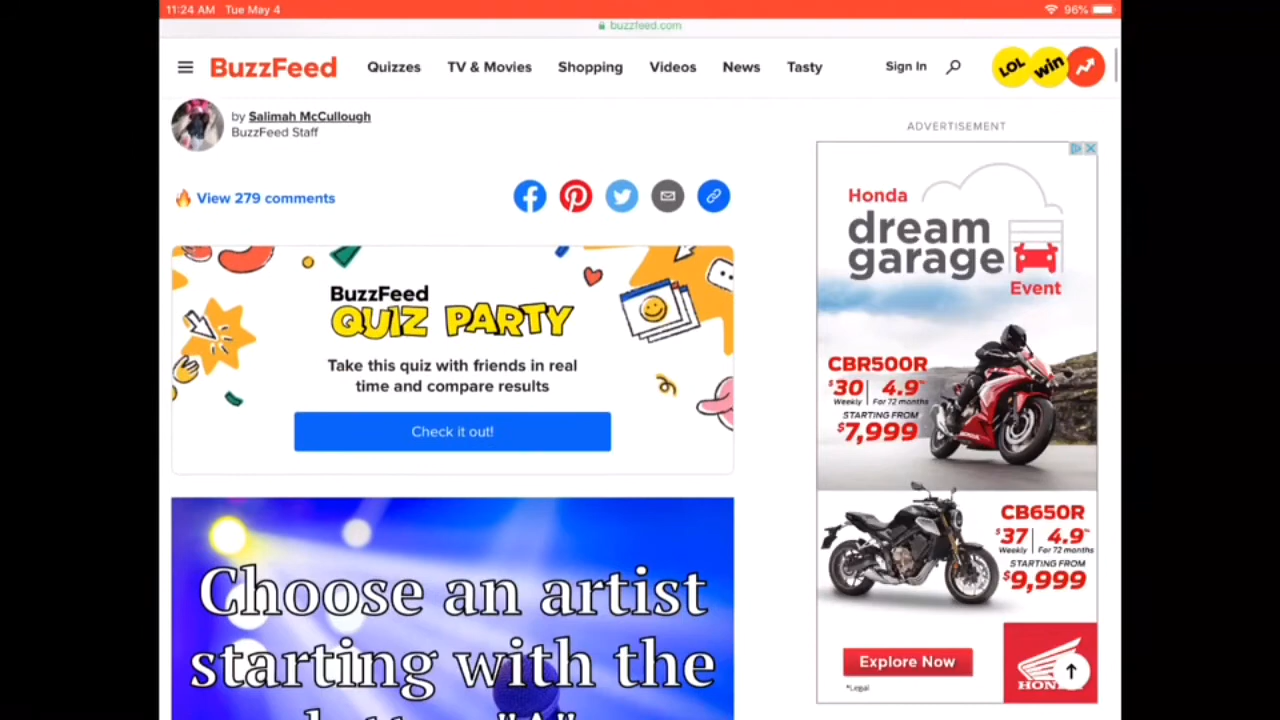 11:24 AM Tue May 4
96%
buzzfeed.com
BuzzFeed
Quizzes
TV & Movies
Shopping
Videos
News
Tasty
Sign In
LOL
win
by Salimah McCullough
BuzzFeed Staff
View 279 comments
BuzzFeed
QUIZ PARTY
Take this quiz with friends in real
time and compare results
Check it out!
Choose an artist
starting with the
letter "A"
ADVERTISEMENT
Honda
dream
garage
Event
CBR500R
$30 4.9%
Weekly For 72 months
STARTING FROM
$7,999
CB650R
$37 4.9%
Weekly For 72 months
STARTING FROM
$9,999
Explore Now
*Legal